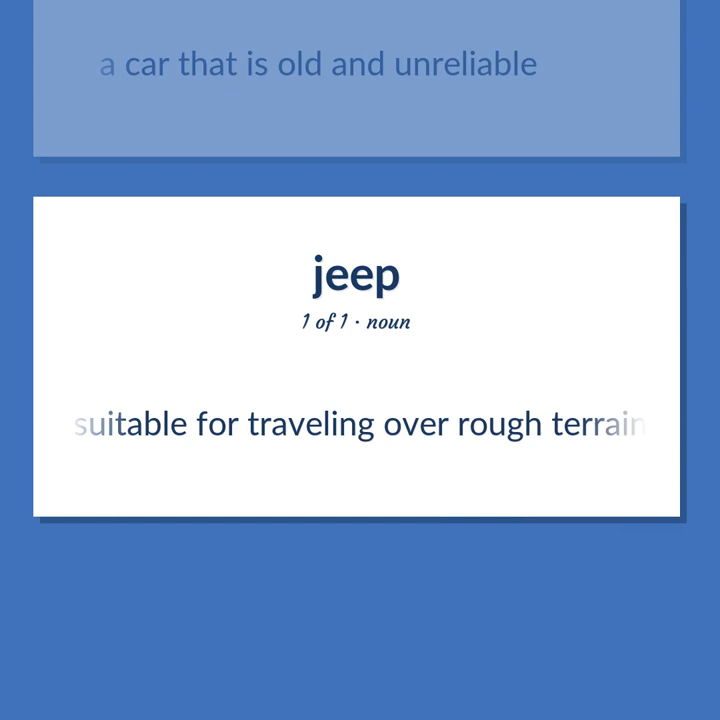 a car that is old and unreliable
jeep
1 of 1 · noun
suitable for traveling over rough terrain